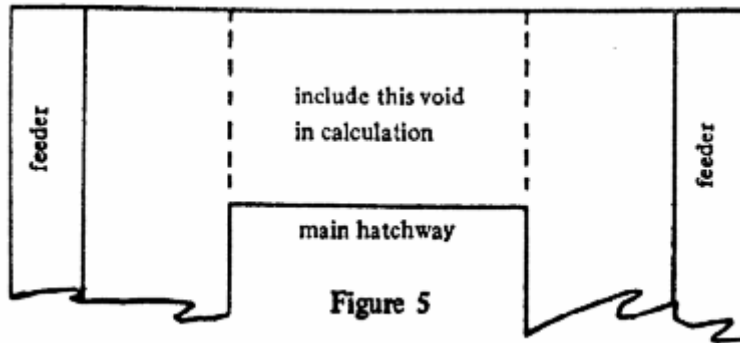 feeder
include this void
in calculation
feeder
main hatchway
Figure 5